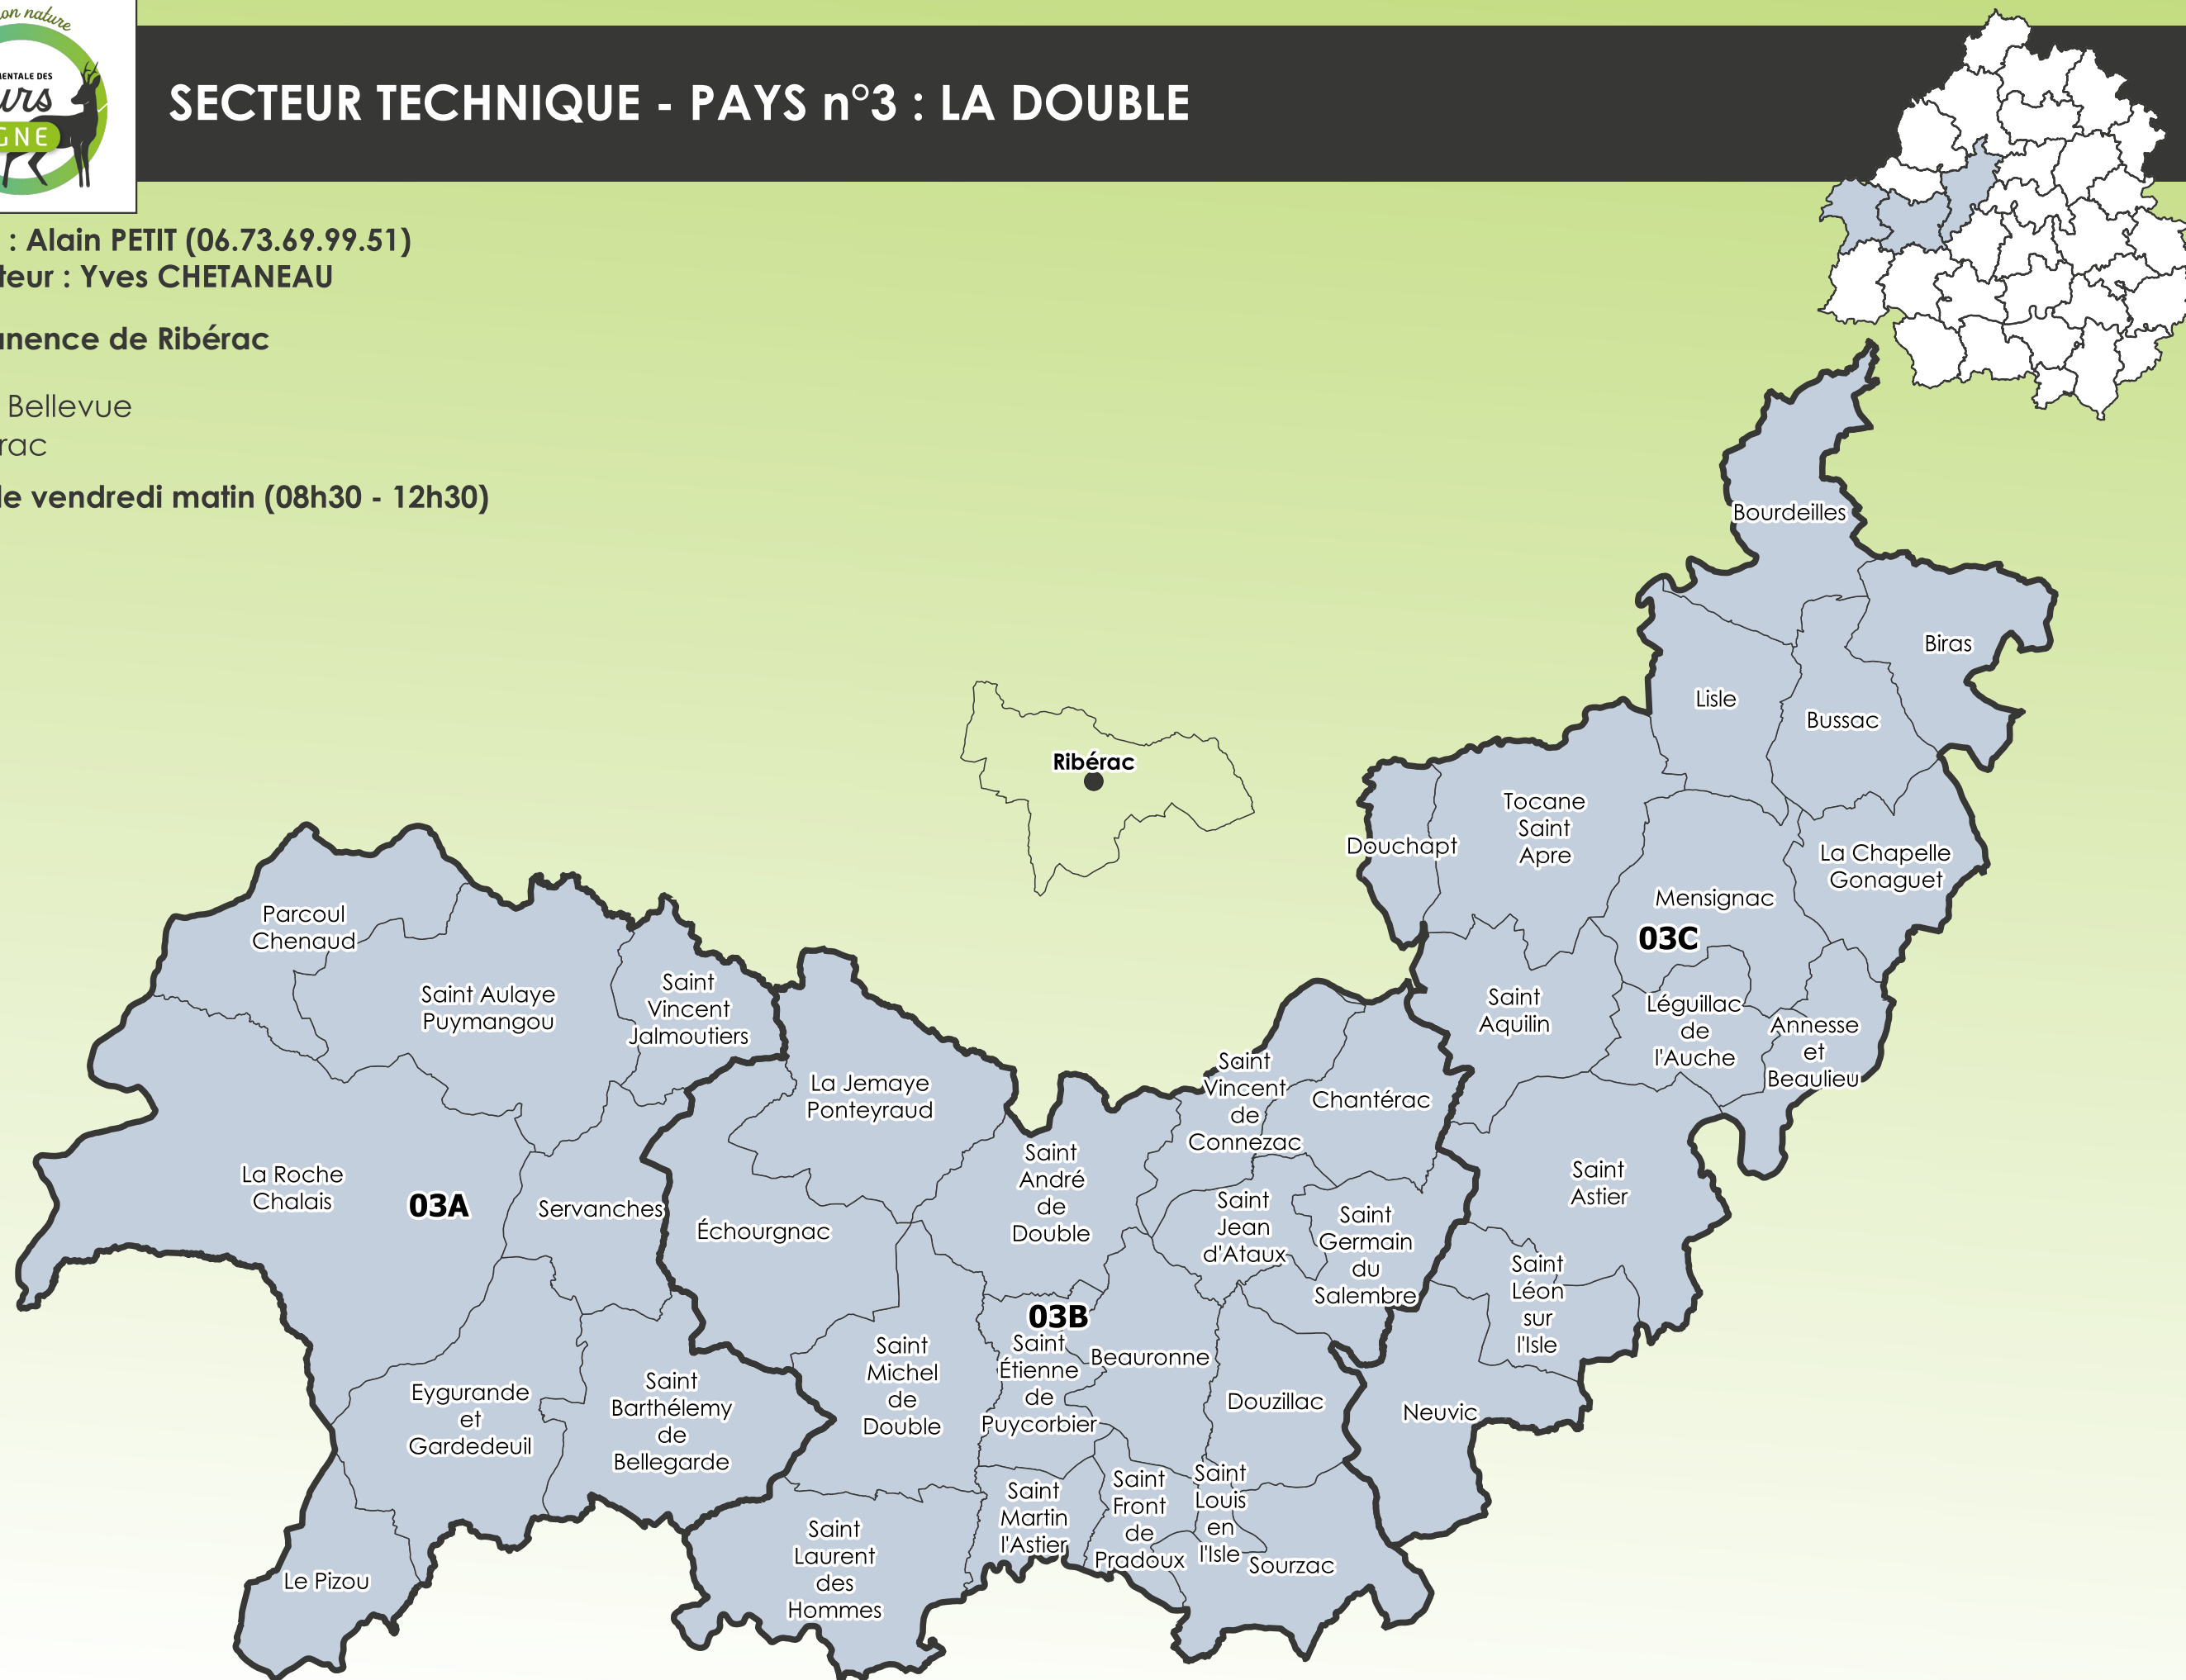 on nature
SECTEUR TECHNIQUE - PAYS n°3 : LA DOUBLE
: Alain PETIT (06.73.69.99.51)
teur : Yves CHETANEAU
nence de Ribérac
Bellevue
rac
le vendredi matin (08h30 - 12h30)
Bourdeilles
Biras
Lisle
Bussac
Ribérac
Tocane
Saint
Apre
Douchapt
La Chapelle
Gonaguet
Mensignac
03C
Parcoul
Chenaud
Saint Aulaye
Puymangou
Saint
Vincent
Jalmoutiers
Saint
Aquilin
Léguillac
de
l'Auche
Annesse
et
Beaulieu
La Jemaye
Ponteyraud
Saint
Vincent
de
Connezac
Chantérac
Saint
André
de
Double
La Roche
Chalais
03A
Servanches
Échourgnac
Saint
Jean
d'Ataux
Saint
Germain
du
Salembre
Saint
Astier
Saint
Léon
sur
l'Isle
03B
Saint
Michel
de
Double
Saint
Étienne
de
Puycorbier
Beauronne
Douzillac
Neuvic
Eygurande
et
Gardedeuil
Saint
Barthélemy
de
Bellegarde
Saint
Martin
l'Astier
Saint
Front
de
Pradoux
Saint
Louis
en
l'Isle
Sourzac
Saint
Laurent
des
Hommes
Le Pizou